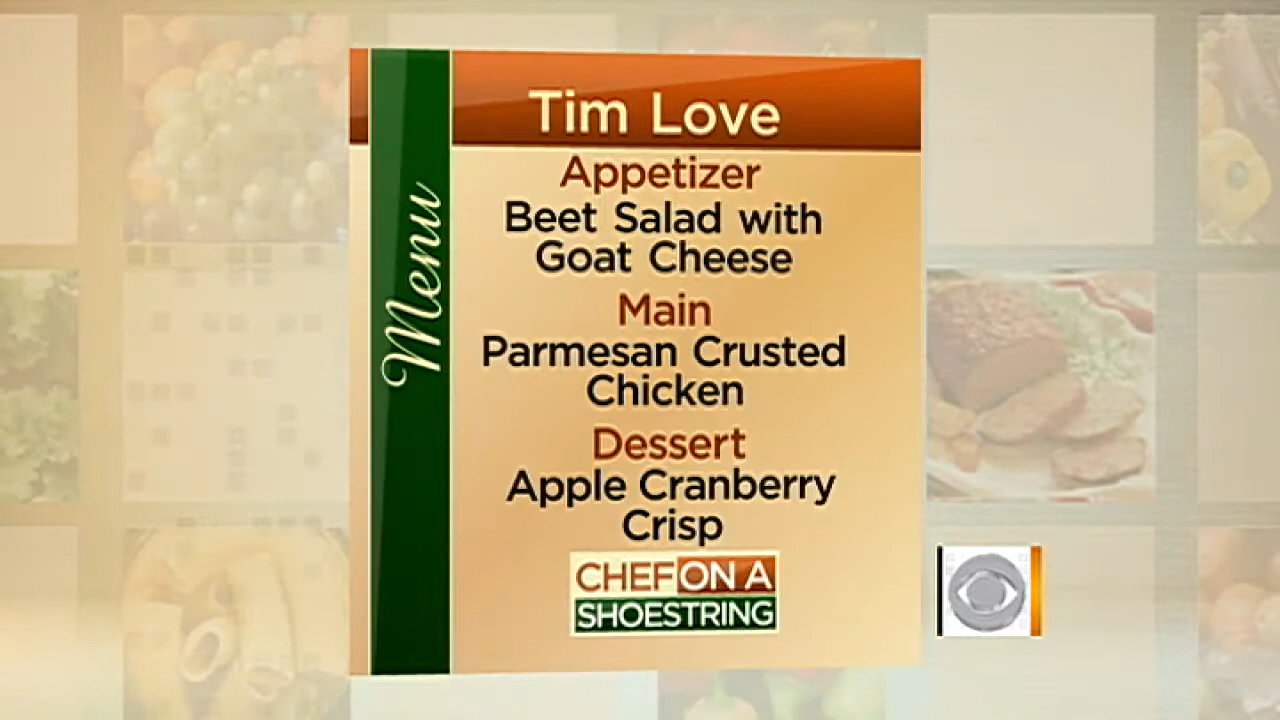 Menu
Tim Love
Appetizer
Beet Salad with
Goat Cheese
Main
Parmesan Crusted
Chicken
Dessert
Apple Cranberry
Crisp
CHEF ON A
SHOESTRING